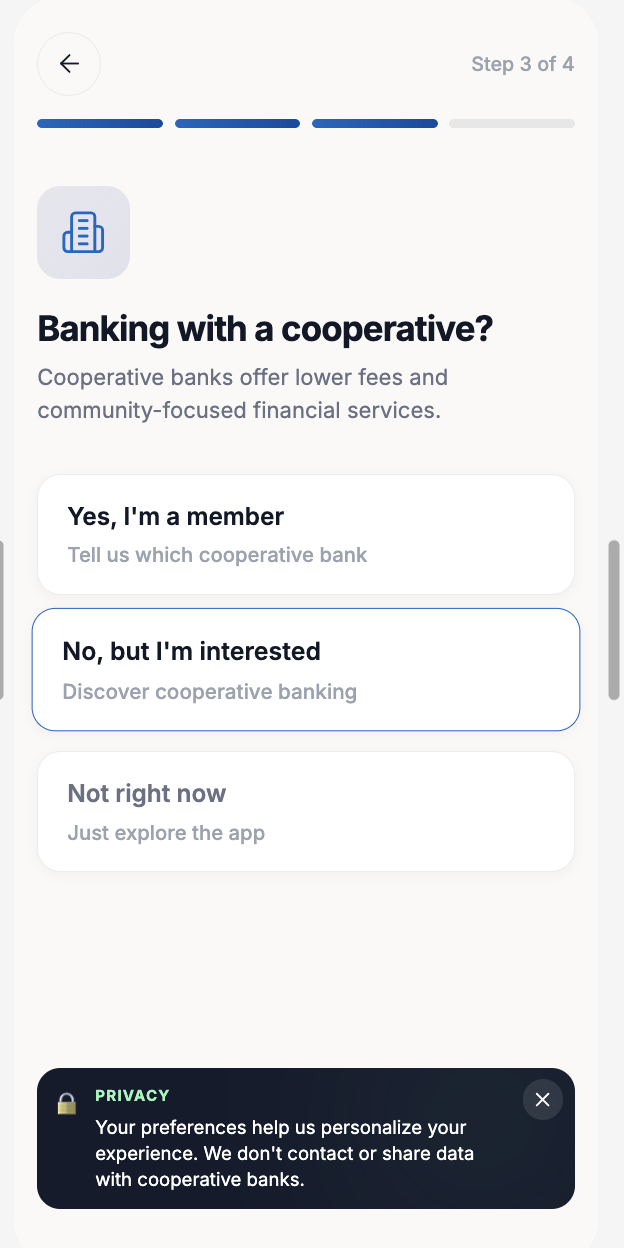 Step 3 of 4
Banking with a cooperative?
Cooperative banks offer lower fees and
community-focused financial services.
Yes, I'm a member
Tell us which cooperative bank
No, but I'm interested
Discover cooperative banking
Not right now
Just explore the app
PRIVACY
Your preferences help us personalize your
experience. We don't contact or share data
with cooperative banks.